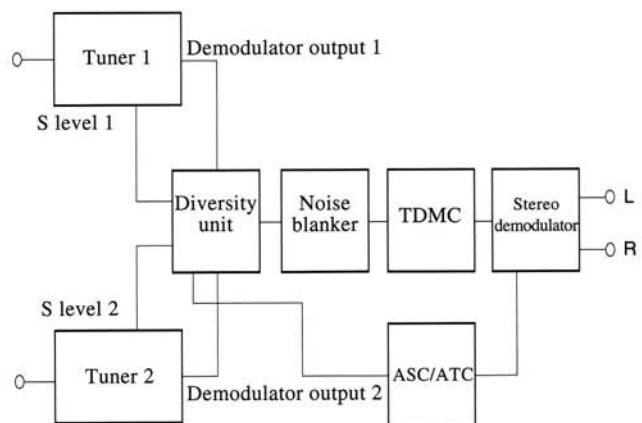 Tuner 1
Demodulator output 1
S level 1
Diversity
unit
Noise
blanker
TDMC
Stereo
demodulator
L
R
S level 2
Tuner 2
Demodulator output 2
ASC/ATC